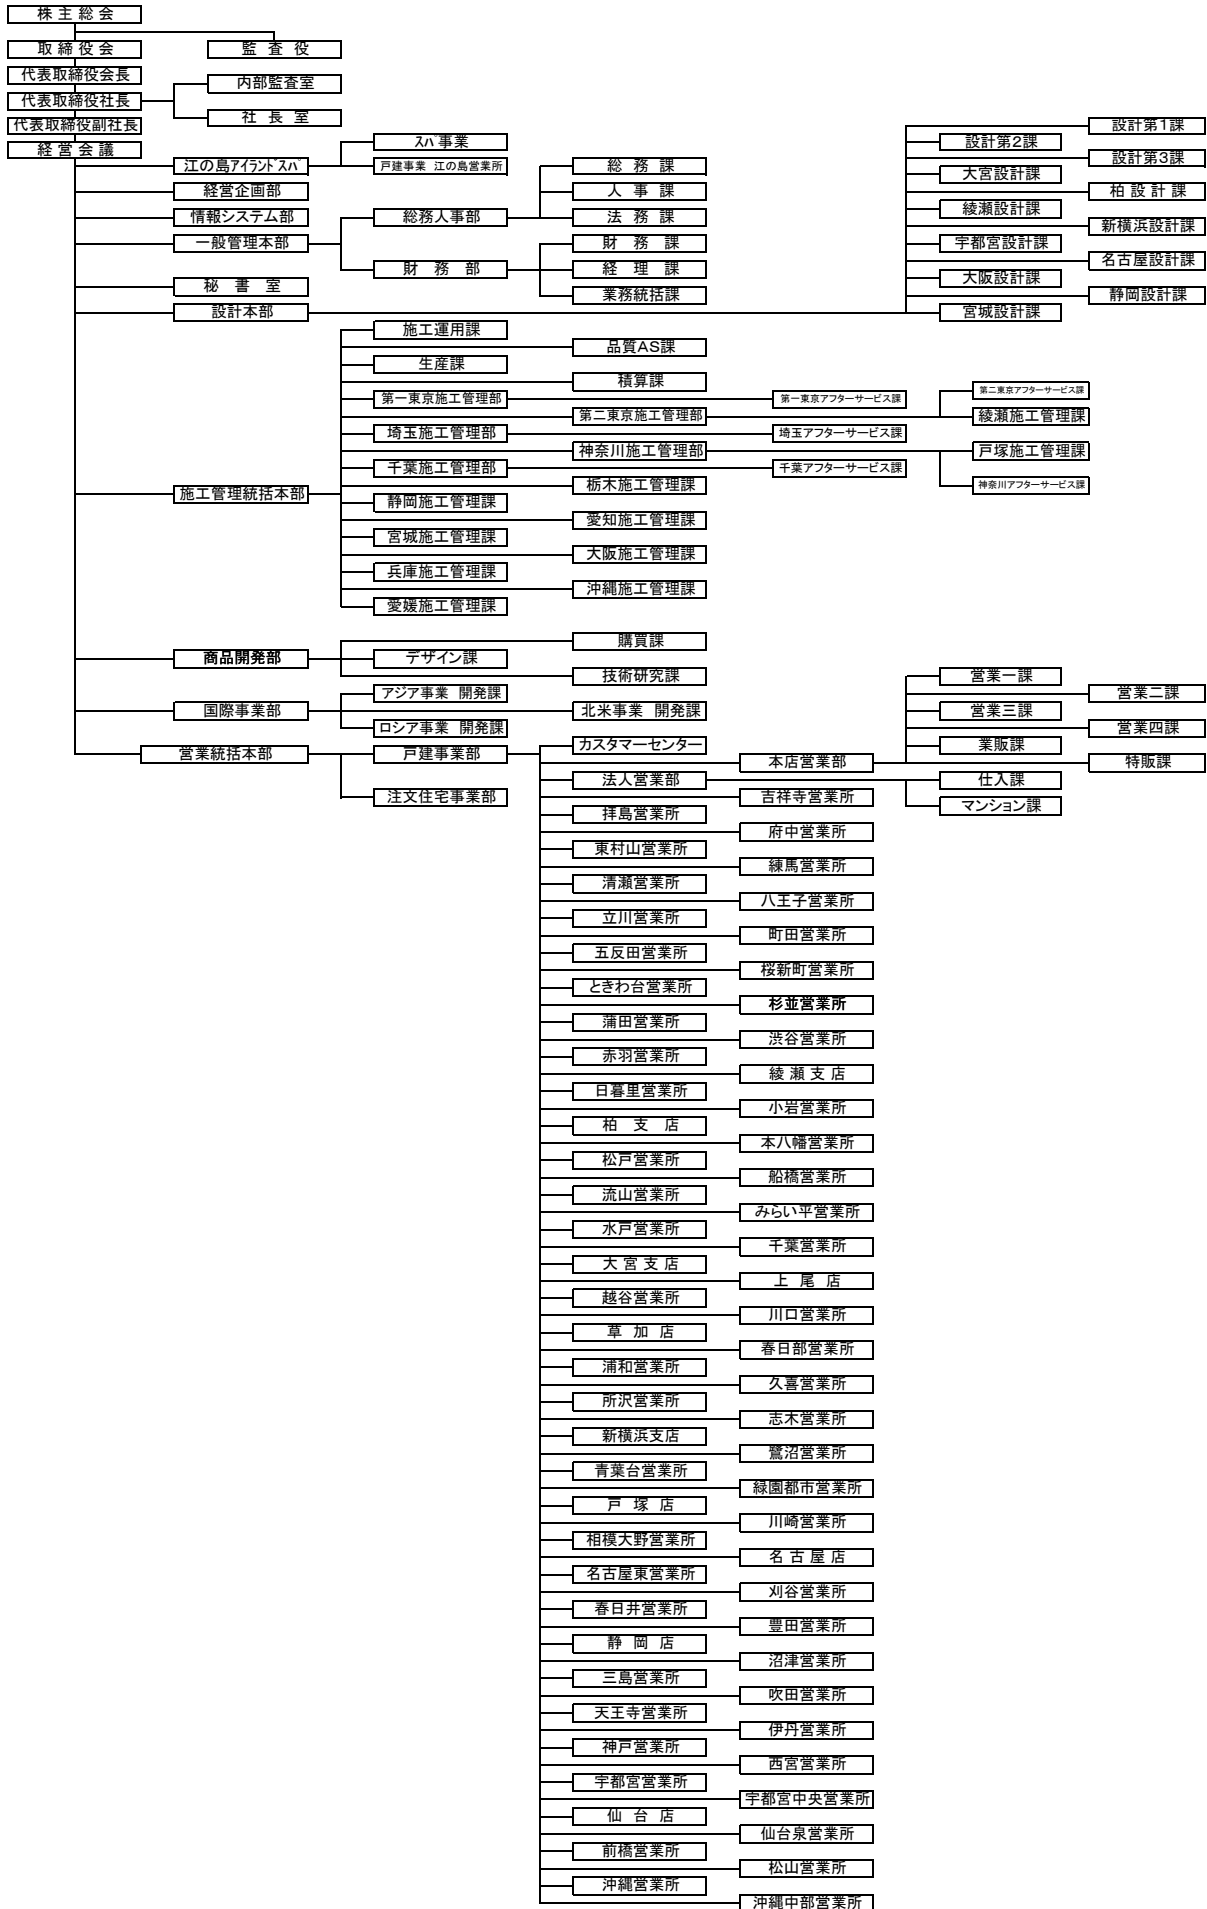 株 主 総 会
取 締 役 会
監 査 役
代表取締役会長
内部監査室
代表取締役社長
社 長 室
代表取締役副社長
経 営 会 議
江の島アイランドスパ
スパ事業
戸建事業 江の島営業所
経営企画部
情報システム部
一般管理本部
総務人事部
総 務 課
人 事 課
法 務 課
財 務 部
財 務 課
経 理 課
業務統括課
秘 書 室
設計本部
設計第1課
設計第2課
設計第3課
大宮設計課
柏 設 計 課
綾瀬設計課
新横浜設計課
宇都宮設計課
名古屋設計課
大阪設計課
静岡設計課
宮城設計課
施工管理統括本部
施工運用課
品質AS課
生産課
積算課
第一東京施工管理部
第一東京アフターサービス課
第二東京施工管理部
第二東京アフターサービス課
綾瀬施工管理課
埼玉施工管理部
埼玉アフターサービス課
神奈川施工管理部
戸塚施工管理課
神奈川アフターサービス課
千葉施工管理部
千葉アフターサービス課
栃木施工管理課
静岡施工管理課
愛知施工管理課
宮城施工管理課
大阪施工管理課
兵庫施工管理課
沖縄施工管理課
愛媛施工管理課
商品開発部
購買課
デザイン課
技術研究課
国際事業部
アジア事業 開発課
北米事業 開発課
ロシア事業 開発課
営業統括本部
戸建事業部
注文住宅事業部
カスタマーセンター
本店営業部
営業一課
営業二課
営業三課
営業四課
業販課
特販課
法人営業部
仕入課
マンション課
吉祥寺営業所
拝島営業所
府中営業所
東村山営業所
練馬営業所
清瀬営業所
八王子営業所
立川営業所
町田営業所
五反田営業所
桜新町営業所
ときわ台営業所
杉並営業所
蒲田営業所
渋谷営業所
赤羽営業所
綾 瀬 支 店
日暮里営業所
小岩営業所
柏 支 店
本八幡営業所
松戸営業所
船橋営業所
流山営業所
みらい平営業所
水戸営業所
千葉営業所
大 宮 支 店
上 尾 店
越谷営業所
川口営業所
草 加 店
春日部営業所
浦和営業所
久喜営業所
所沢営業所
志木営業所
新横浜支店
鷺沼営業所
青葉台営業所
緑園都市営業所
戸 塚 店
川崎営業所
相模大野営業所
名 古 屋 店
名古屋東営業所
刈谷営業所
春日井営業所
豊田営業所
静 岡 店
沼津営業所
三島営業所
吹田営業所
天王寺営業所
伊丹営業所
神戸営業所
西宮営業所
宇都宮営業所
宇都宮中央営業所
仙 台 店
仙台泉営業所
前橋営業所
松山営業所
沖縄営業所
沖縄中部営業所